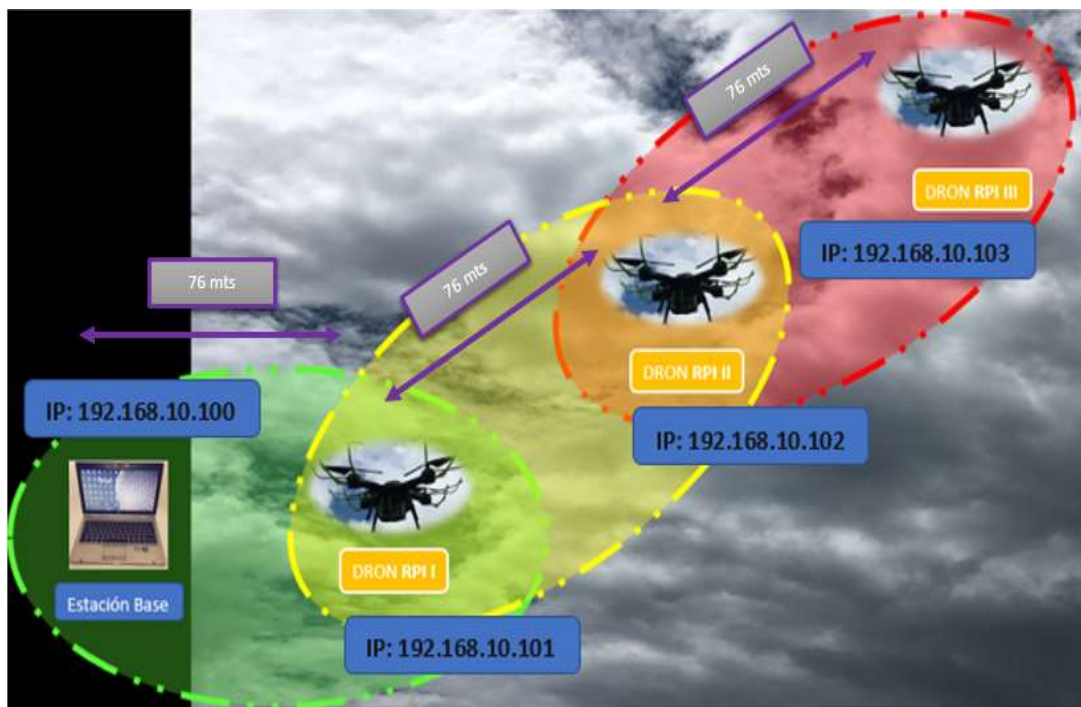 76 mts
DRON RPI III
IP: 192.168.10.103
76 mts
76 mts
DRON RPI II
IP: 192.168.10.102
IP: 192.168.10.100
DRON RPI I
Estación Base
IP: 192.168.10.101